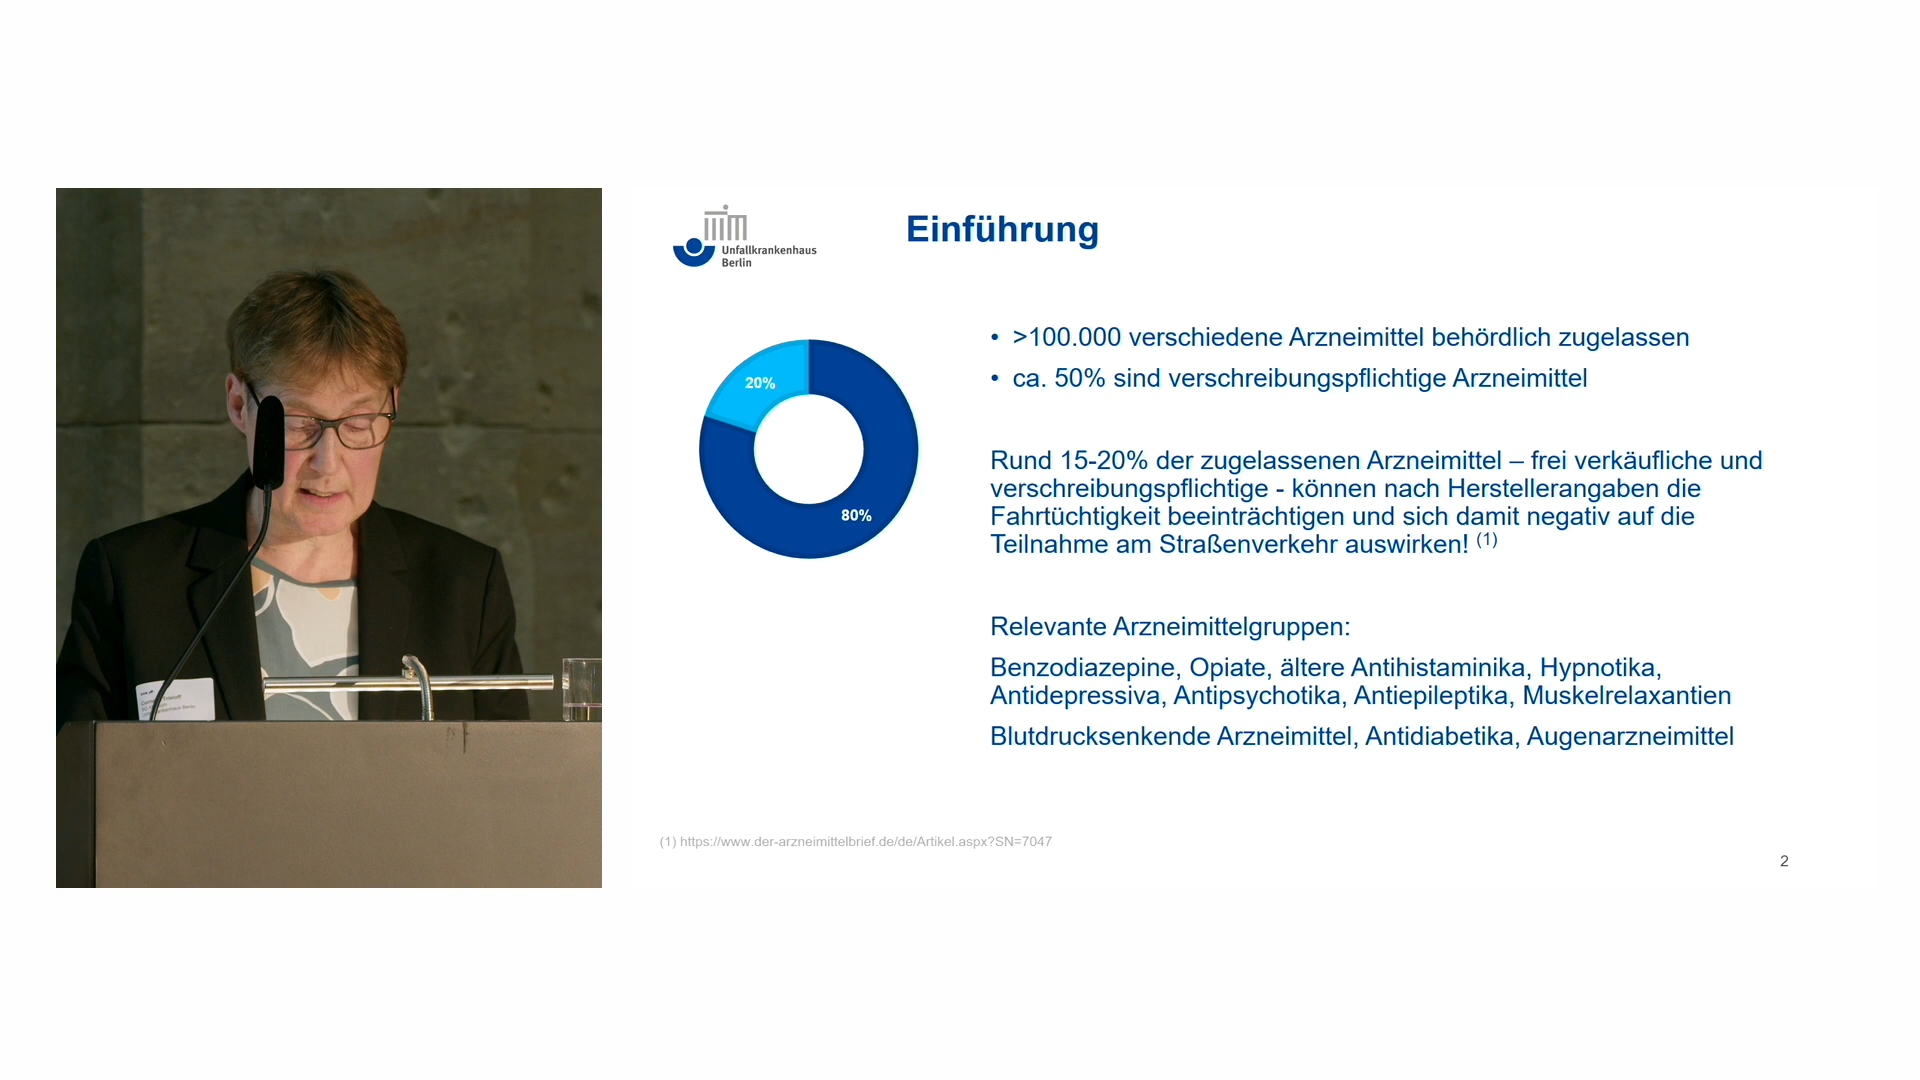 Unfallkrankenhaus
Berlin
Einführung
20%
80%
• >100.000 verschiedene Arzneimittel behördlich zugelassen
• ca. 50% sind verschreibungspflichtige Arzneimittel
Rund 15-20% der zugelassenen Arzneimittel – frei verkäufliche und
verschreibungspflichtige - können nach Herstellerangaben die
Fahrtüchtigkeit beeinträchtigen und sich damit negativ auf die
Teilnahme am Straßenverkehr auswirken! (1)
Relevante Arzneimittelgruppen:
Benzodiazepine, Opiate, ältere Antihistaminika, Hypnotika,
Antidepressiva, Antipsychotika, Antiepileptika, Muskelrelaxantien
Blutdrucksenkende Arzneimittel, Antidiabetika, Augenarzneimittel
(1) https://www.der-arzneimittelbrief.de/de/Artikel.aspx?SN=7047
2